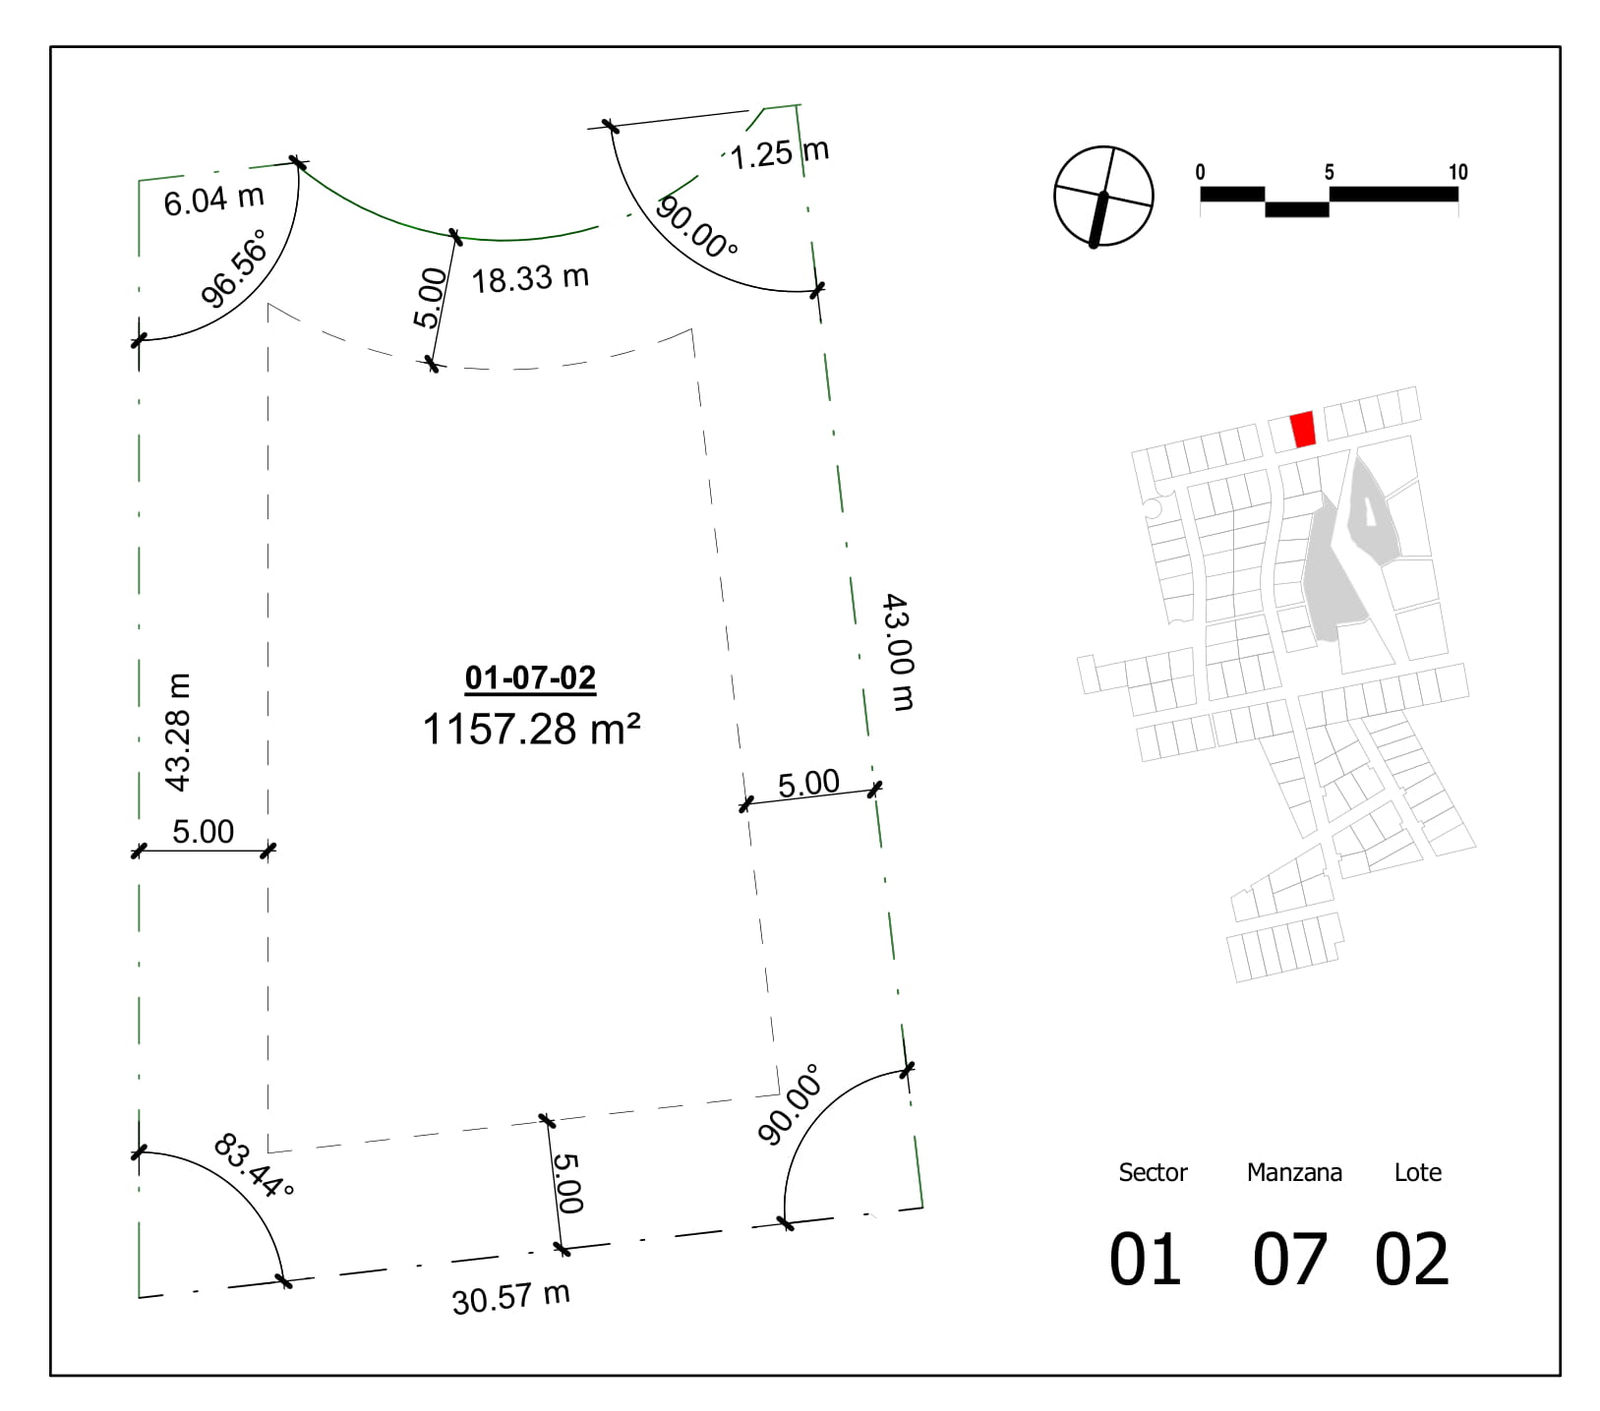 6.04 m
96.56°
5.00
18.33 m
90.00°
1.25 m
0 5 10
43.28 m
5.00
01-07-02
1157.28 m²
43.00 m
5.00
83.44°
5.00
90.00°
30.57 m
Sector Manzana Lote
01 07 02